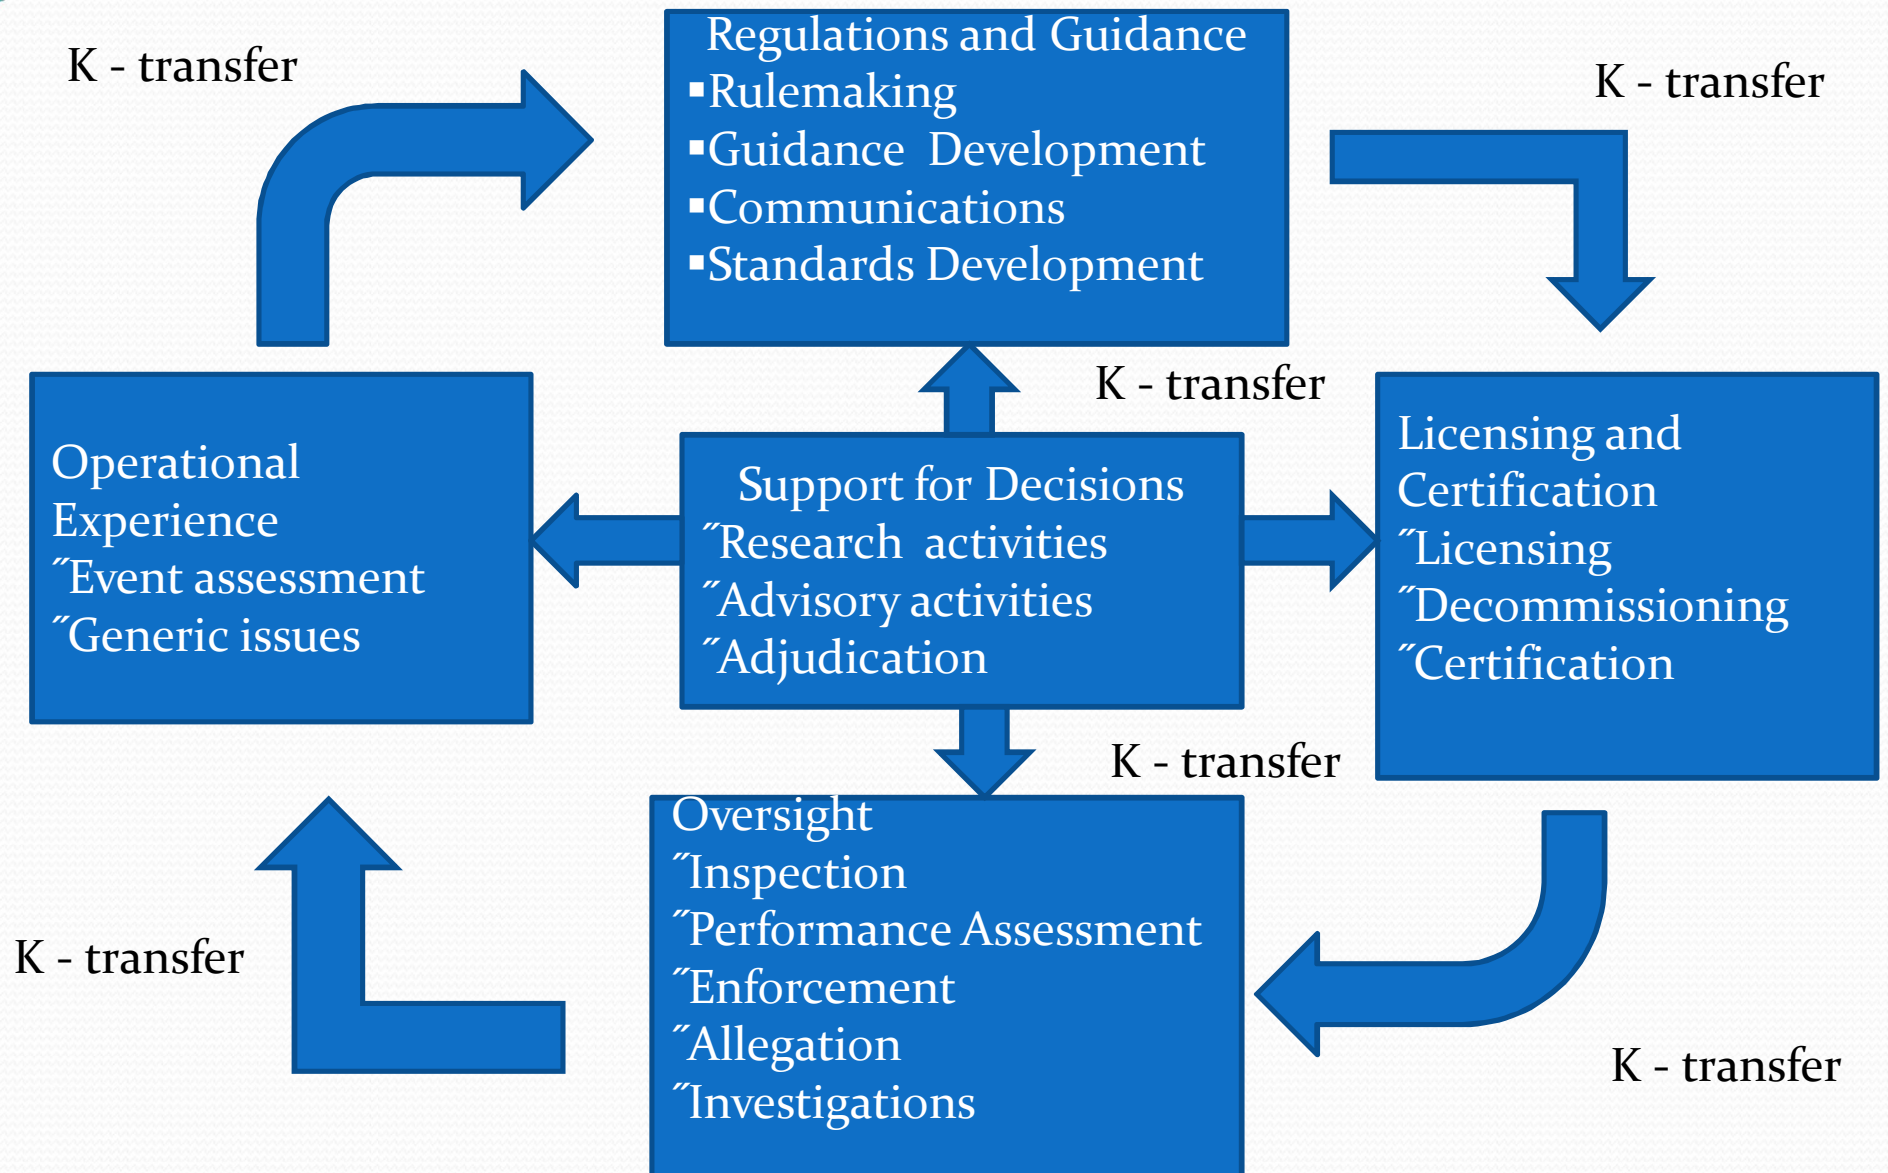 K - transfer
Regulations and Guidance
▪Rulemaking
▪Guidance Development
▪Communications
▪Standards Development
K - transfer
K - transfer
Operational
Experience
˝Event assessment
˝Generic issues
Support for Decisions
˝Research activities
˝Advisory activities
˝Adjudication
Licensing and
Certification
˝Licensing
˝Decommissioning
˝Certification
K - transfer
Oversight
˝Inspection
˝Performance Assessment
˝Enforcement
˝Allegation
˝Investigations
K - transfer
K - transfer